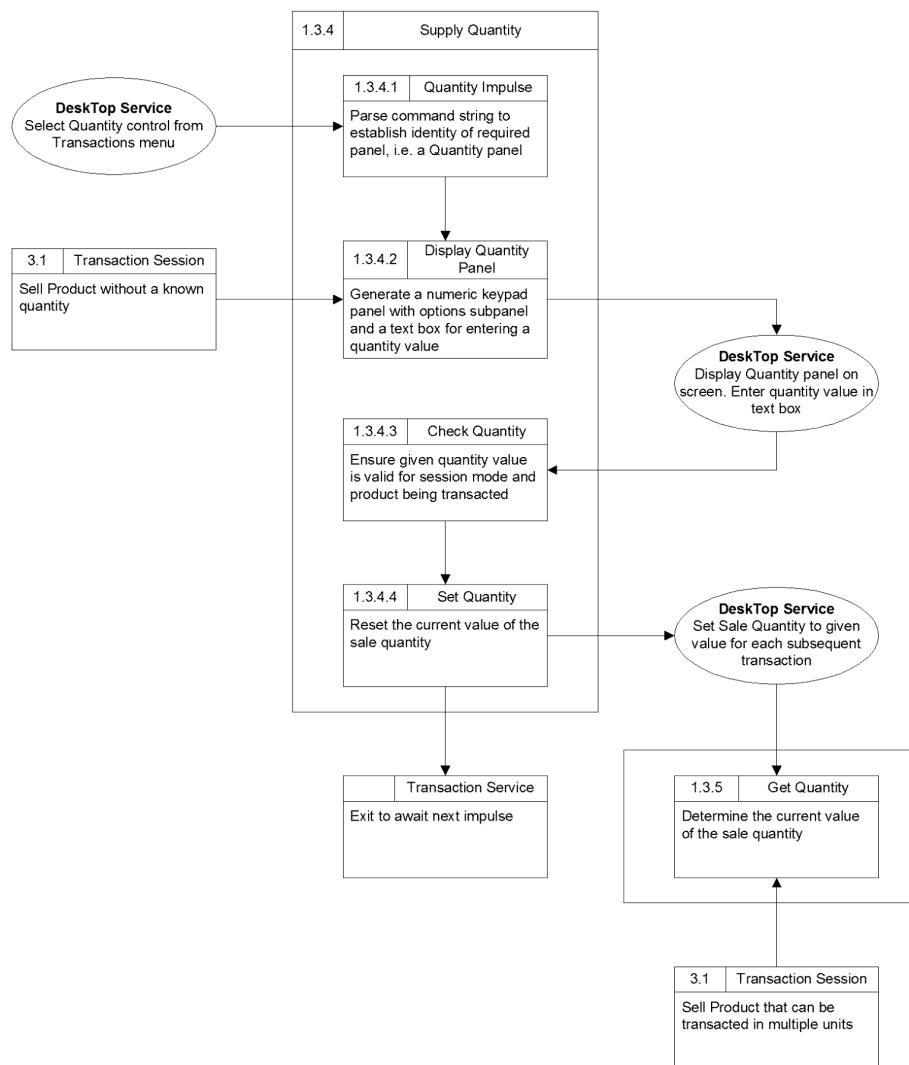 1.3.4 Supply Quantity
1.3.4.1 Quantity Impulse
Parse command string to
establish identity of required
panel, i.e. a Quantity panel
DeskTop Service
Select Quantity control from
Transactions menu
3.1 Transaction Session
Sell Product without a known
quantity
1.3.4.2 Display Quantity
Panel
Generate a numeric keypad
panel with options subpanel
and a text box for entering a
quantity value
DeskTop Service
Display Quantity panel on
screen. Enter quantity value in
text box
1.3.4.3 Check Quantity
Ensure given quantity value
is valid for session mode and
product being transacted
1.3.4.4 Set Quantity
Reset the current value of the
sale quantity
DeskTop Service
Set Sale Quantity to given
value for each subsequent
transaction
Transaction Service
Exit to await next impulse
1.3.5 Get Quantity
Determine the current value
of the sale quantity
3.1 Transaction Session
Sell Product that can be
transacted in multiple units